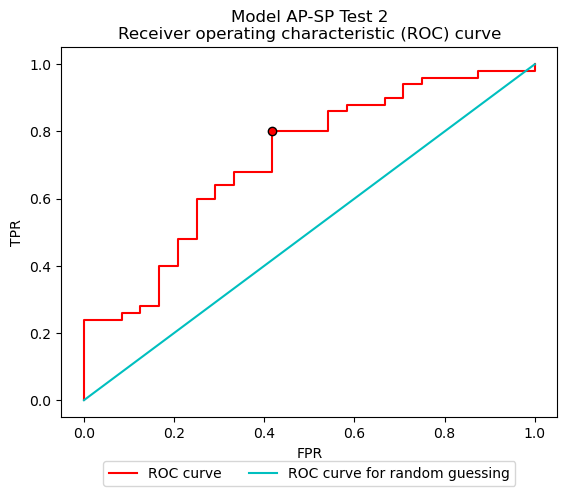 Model AP-SP Test 2
Receiver operating characteristic (ROC) curve
1.0
0.8
0.6
0.4
0.2
0.0
TPR
0.0 0.2 0.4 0.6 0.8 1.0
FPR
ROC curve ROC curve for random guessing